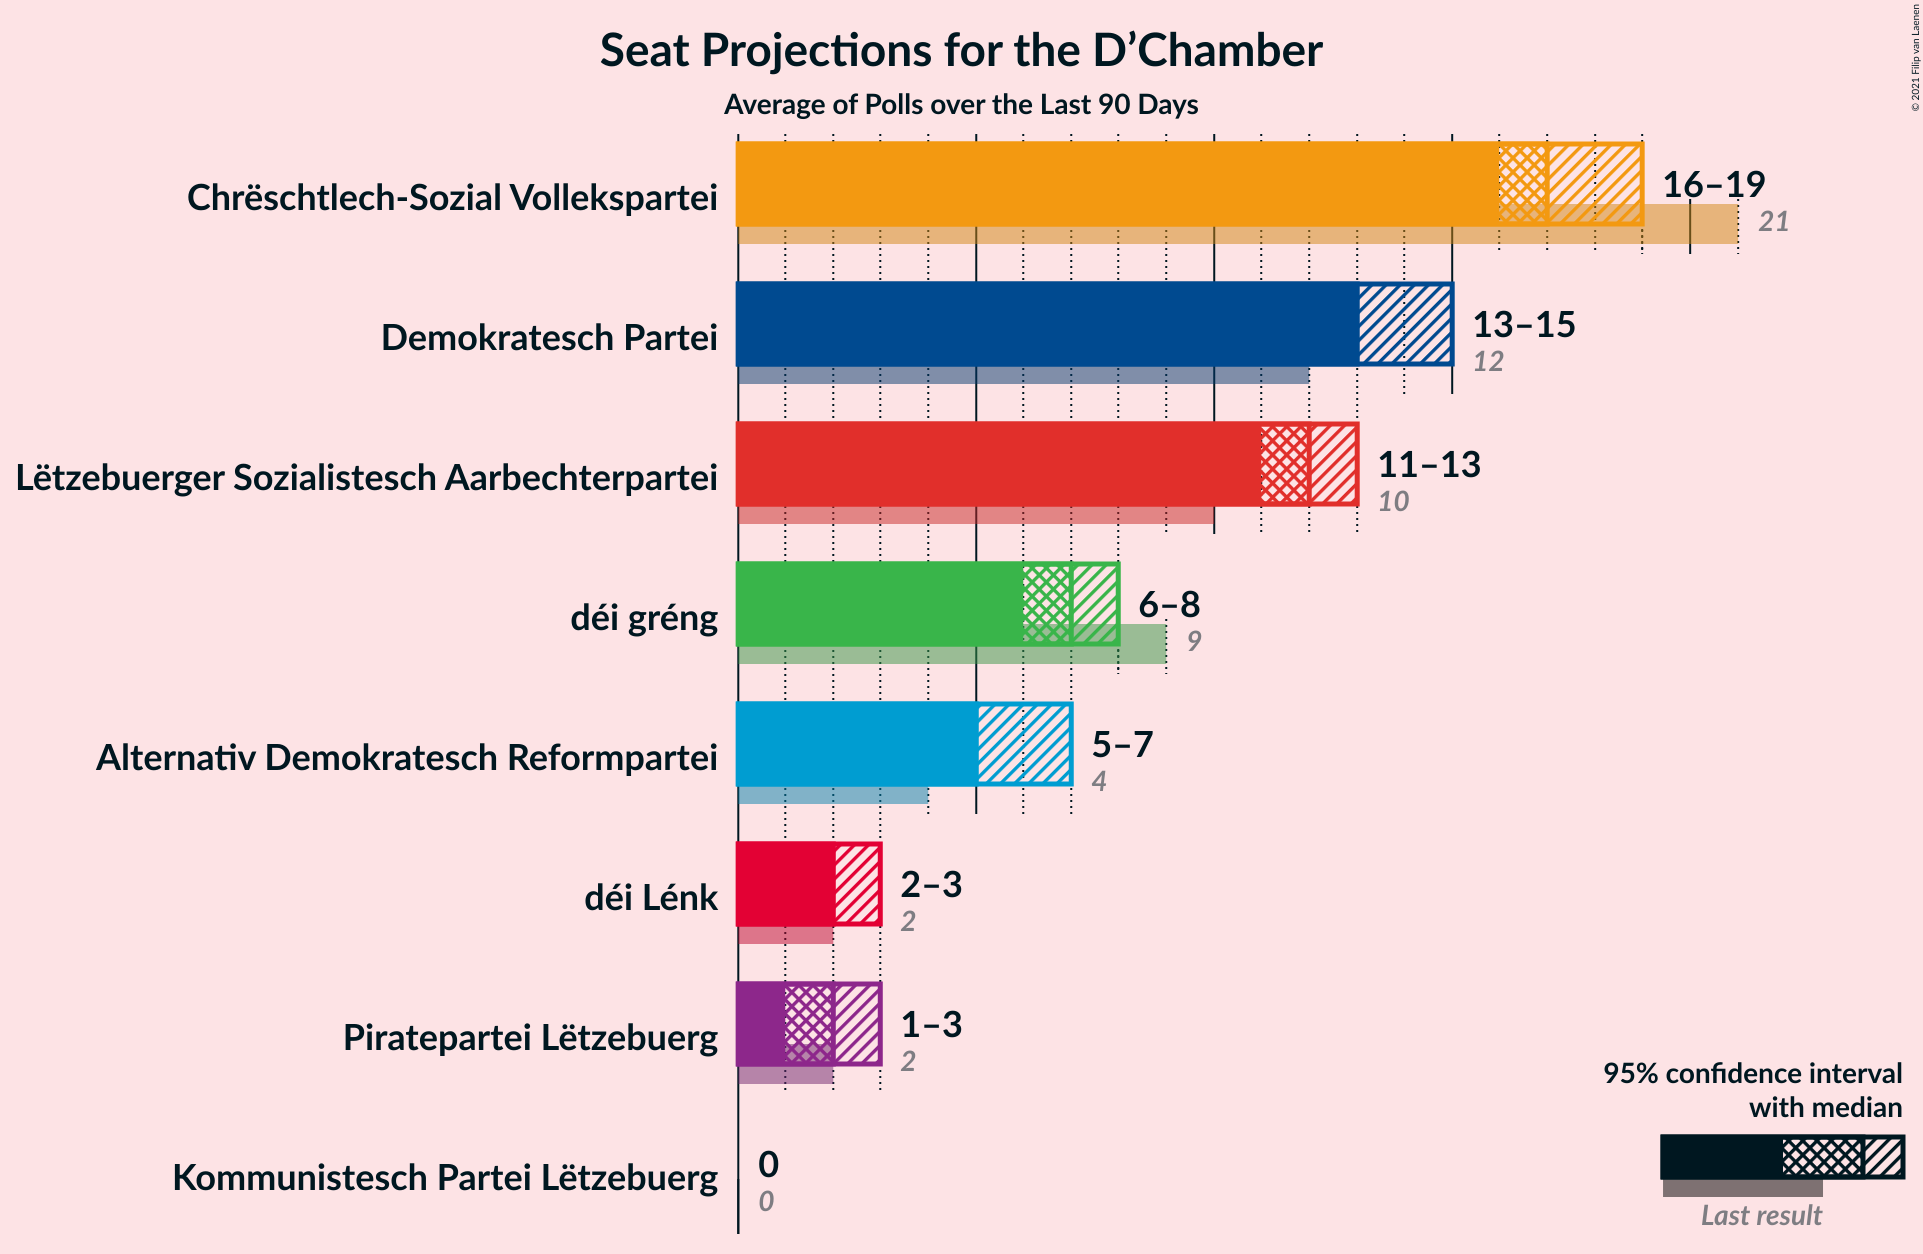 Seat Projections for the D’Chamber
Average of Polls over the Last 90 Days
© 2021 Filip van Laenen
Chrëschtlech-Sozial Vollekspartei
16–19
21
Demokratesch Partei
13–15
12
Lëtzebuerger Sozialistesch Aarbechterpartei
11–13
10
déi gréng
6–8
9
Alternativ Demokratesch Reformpartei
5–7
4
déi Lénk
2–3
2
Piratepartei Lëtzebuerg
1–3
2
Kommunistesch Partei Lëtzebuerg
0
0
95% confidence interval
with median
Last result